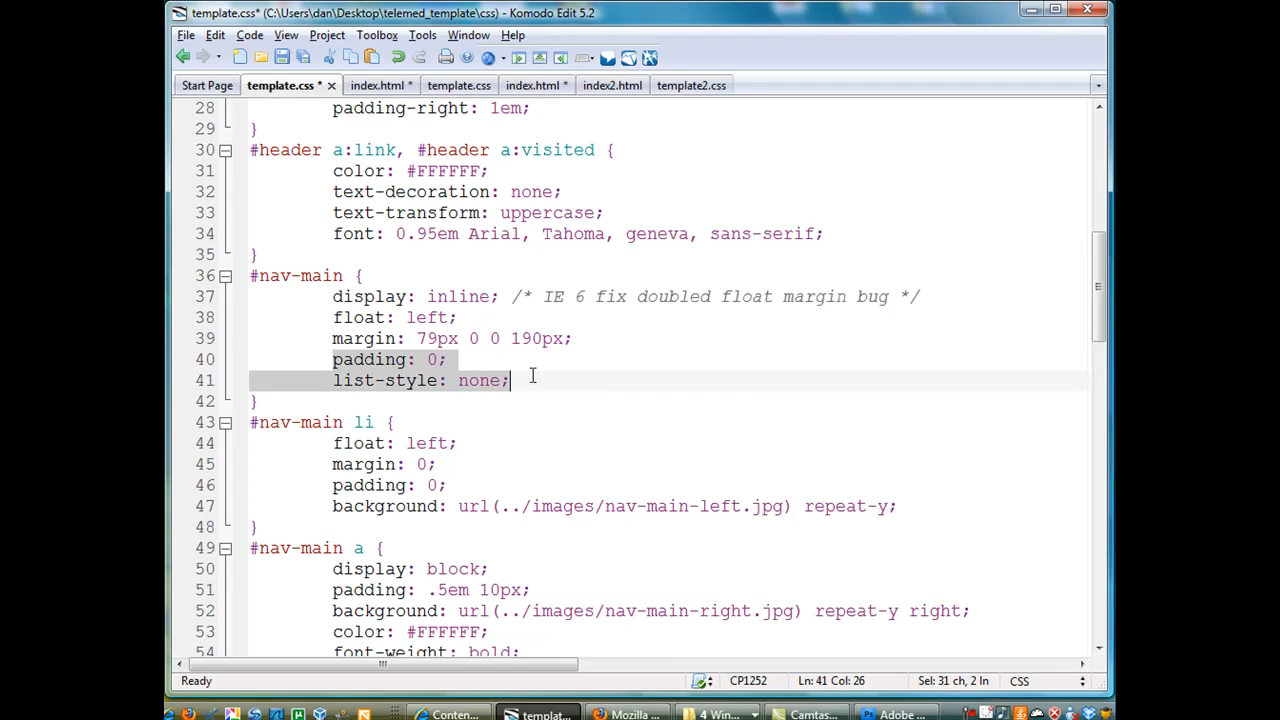 template.css* (C:\Users\dan\Desktop\telemed_template\css) - Komodo Edit 5.2
File Edit Code View Project Toolbox Tools Window Help
Start Page template.css * index.html * template.css index.html * index2.html template2.css
28 padding-right: 1em;
29 }
30 #header a:link, #header a:visited {
31 color: #FFFFFF;
32 text-decoration: none;
33 text-transform: uppercase;
34 font: 0.95em Arial, Tahoma, geneva, sans-serif;
35 }
36 #nav-main {
37 display: inline; /* IE 6 fix doubled float margin bug */
38 float: left;
39 margin: 79px 0 0 190px;
40 padding: 0;
41 list-style: none;
42 }
43 #nav-main li {
44 float: left;
45 margin: 0;
46 padding: 0;
47 background: url(../images/nav-main-left.jpg) repeat-y;
48 }
49 #nav-main a {
50 display: block;
51 padding: .5em 10px;
52 background: url(../images/nav-main-right.jpg) repeat-y right;
53 color: #FFFFFF;
font-weight: bold;
Ready CP1252 Ln: 41 Col: 26 Sel: 31 ch, 2 ln CSS
Conten... templat... Mozilla ... 4 Win... Camtas... Adobe ...